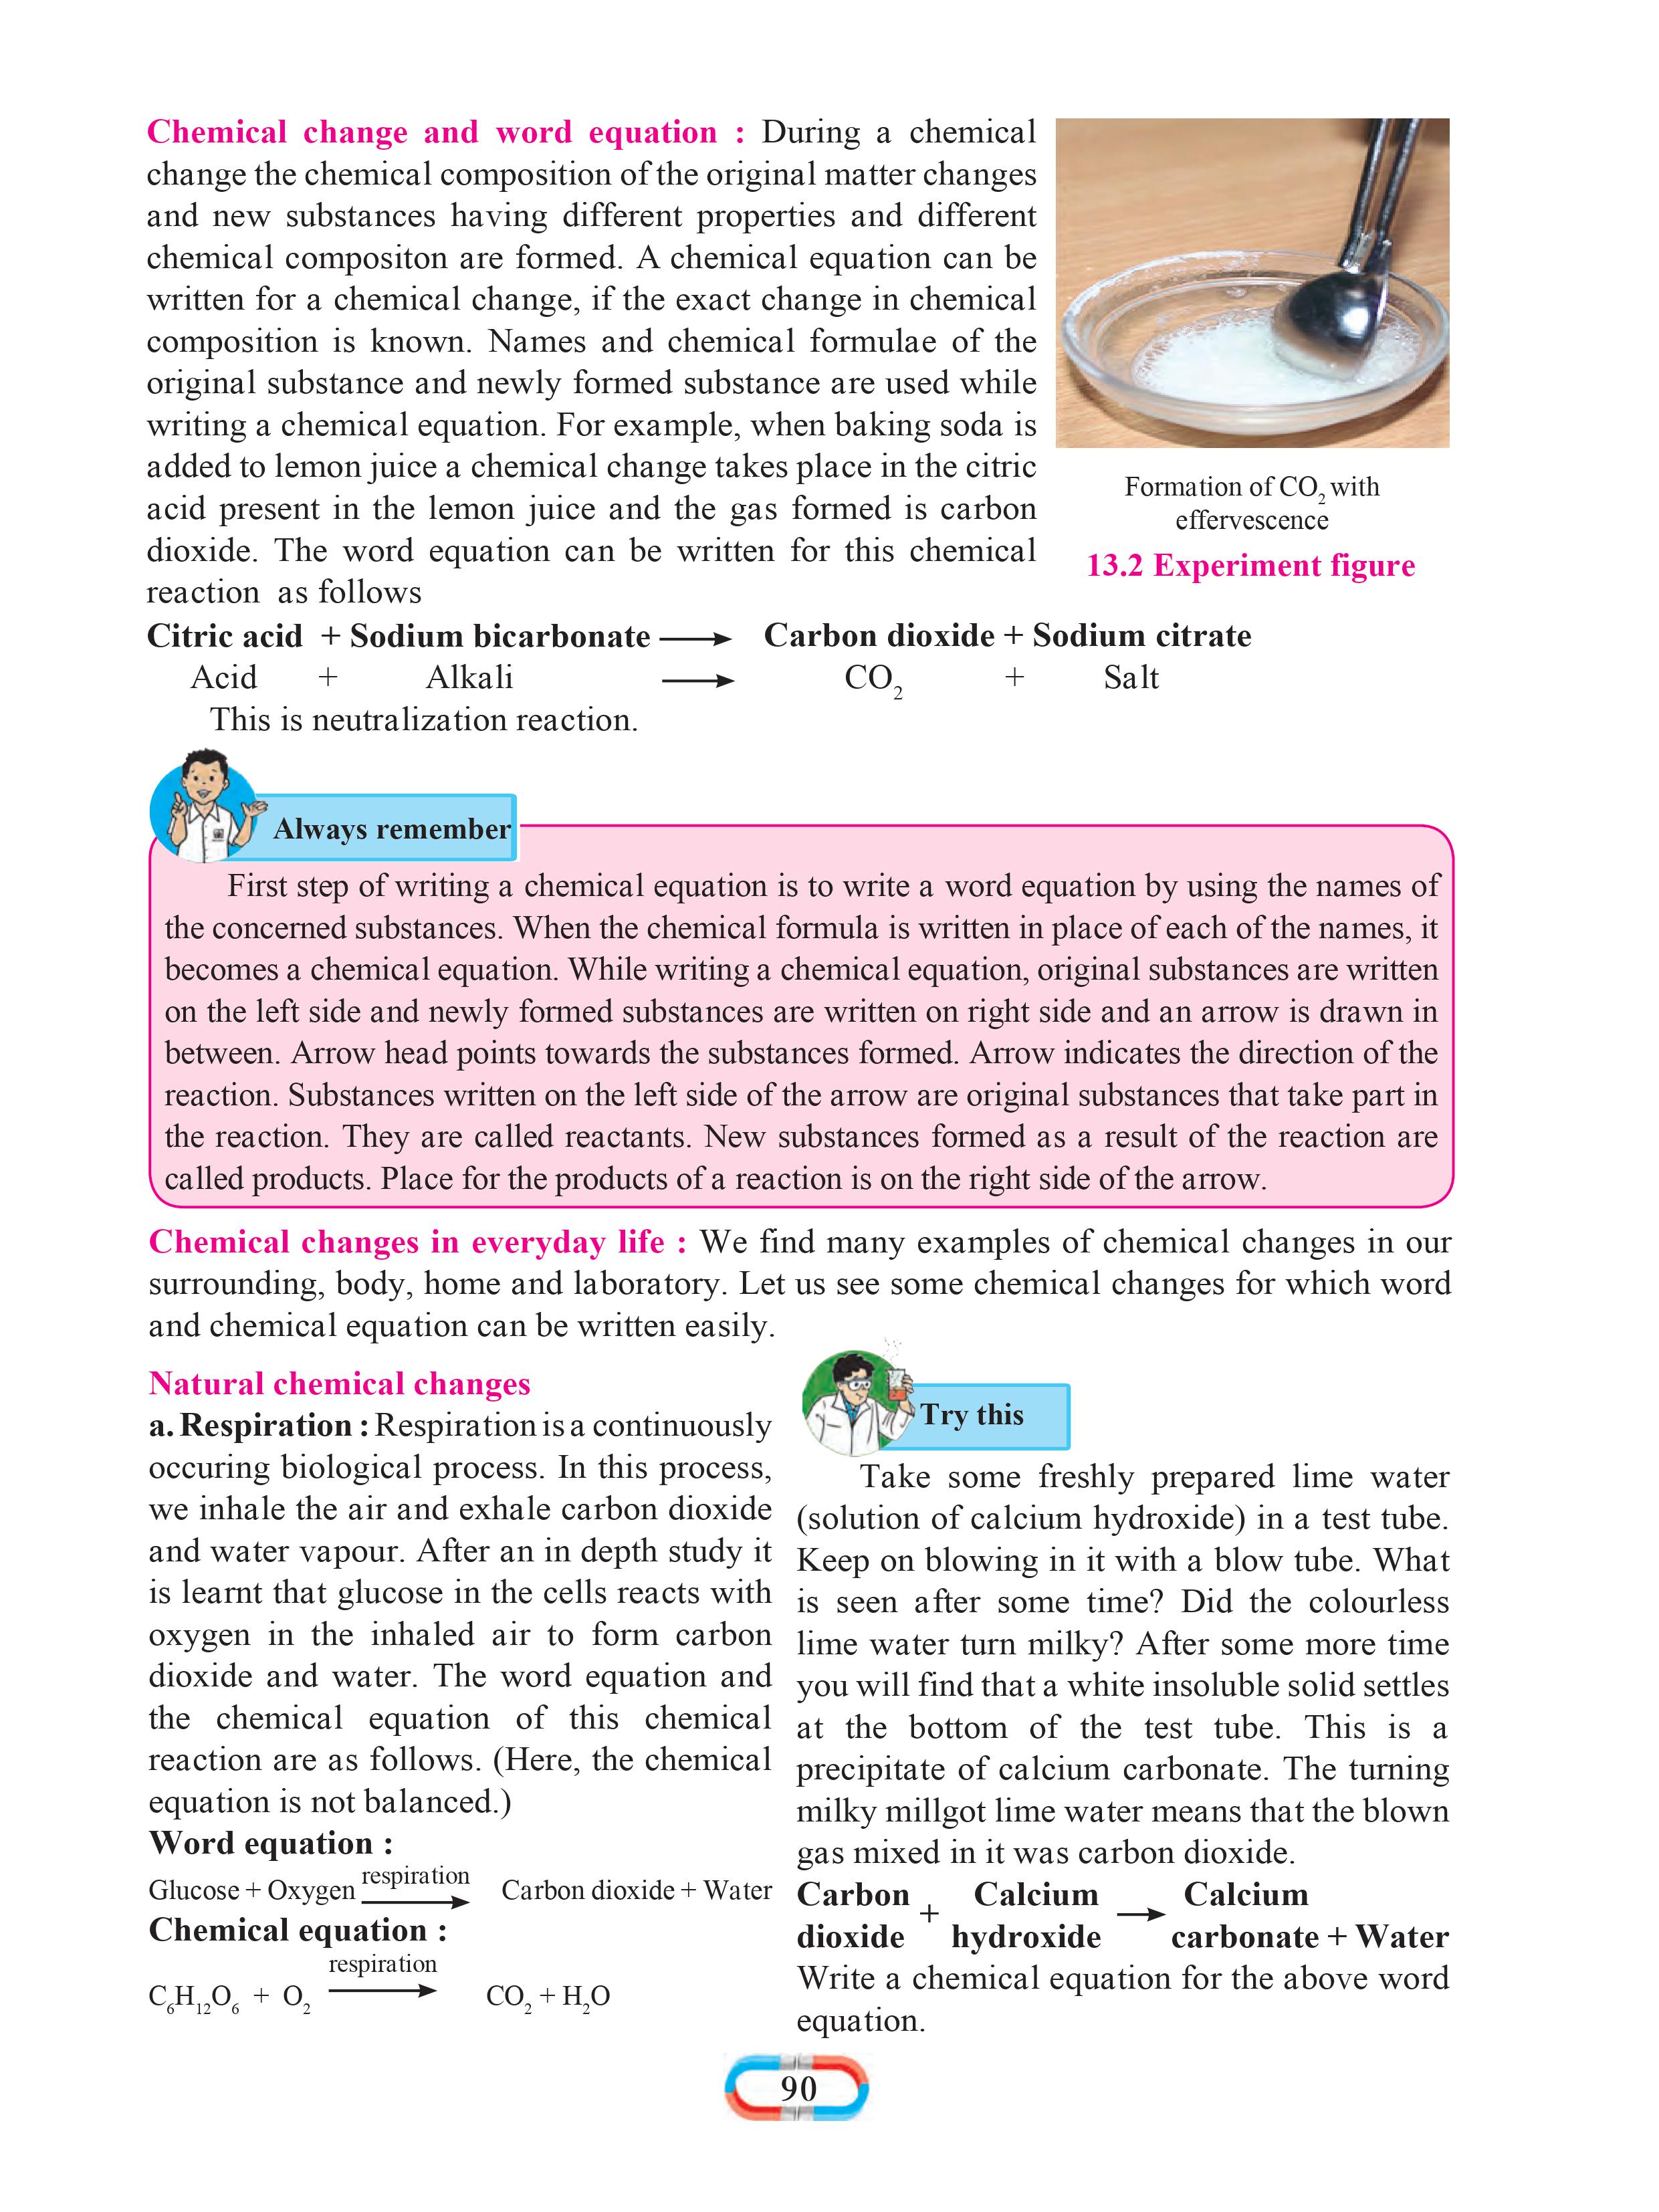 Chemical change and word equation : During a chemical
change the chemical composition of the original matter changes
and new substances having different properties and different
chemical compositon are formed. A chemical equation can be
written for a chemical change, if the exact change in chemical
composition is known. Names and chemical formulae of the
original substance and newly formed substance are used while
writing a chemical equation. For example, when baking soda is
added to lemon juice a chemical change takes place in the citric
acid present in the lemon juice and the gas formed is carbon
dioxide. The word equation can be written for this chemical
reaction as follows
Formation of CO₂ with
effervescence
13.2 Experiment figure
Citric acid + Sodium bicarbonate ⟶ Carbon dioxide + Sodium citrate
Acid + Alkali ⟶ CO₂ + Salt
This is neutralization reaction.
Always remember
First step of writing a chemical equation is to write a word equation by using the names of
the concerned substances. When the chemical formula is written in place of each of the names, it
becomes a chemical equation. While writing a chemical equation, original substances are written
on the left side and newly formed substances are written on right side and an arrow is drawn in
between. Arrow head points towards the substances formed. Arrow indicates the direction of the
reaction. Substances written on the left side of the arrow are original substances that take part in
the reaction. They are called reactants. New substances formed as a result of the reaction are
called products. Place for the products of a reaction is on the right side of the arrow.
Chemical changes in everyday life : We find many examples of chemical changes in our
surrounding, body, home and laboratory. Let us see some chemical changes for which word
and chemical equation can be written easily.
Natural chemical changes
a. Respiration : Respiration is a continuously
occuring biological process. In this process,
we inhale the air and exhale carbon dioxide
and water vapour. After an in depth study it
is learnt that glucose in the cells reacts with
oxygen in the inhaled air to form carbon
dioxide and water. The word equation and
the chemical equation of this chemical
reaction are as follows. (Here, the chemical
equation is not balanced.)
Word equation :
respiration
Glucose + Oxygen ⟶ Carbon dioxide + Water
Chemical equation :
respiration
C₆H₁₂O₆ + O₂ ⟶ CO₂ + H₂O
Try this
Take some freshly prepared lime water
(solution of calcium hydroxide) in a test tube.
Keep on blowing in it with a blow tube. What
is seen after some time? Did the colourless
lime water turn milky? After some more time
you will find that a white insoluble solid settles
at the bottom of the test tube. This is a
precipitate of calcium carbonate. The turning
milky millgot lime water means that the blown
gas mixed in it was carbon dioxide.
Carbon + Calcium ⟶ Calcium
dioxide hydroxide carbonate + Water
Write a chemical equation for the above word
equation.
90